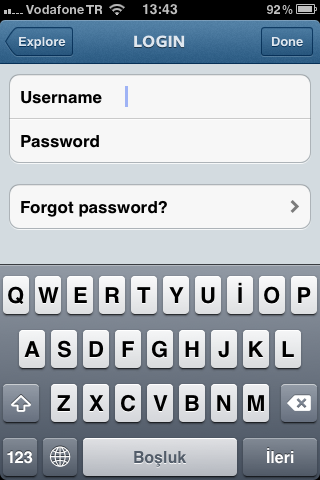 Vodafone TR 13:43 92%
Explore LOGIN Done
Username
Password
Forgot password?
Q W E R T Y U İ O P
A S D F G H J K L
Z X C V B N M
123 Boşluk İleri